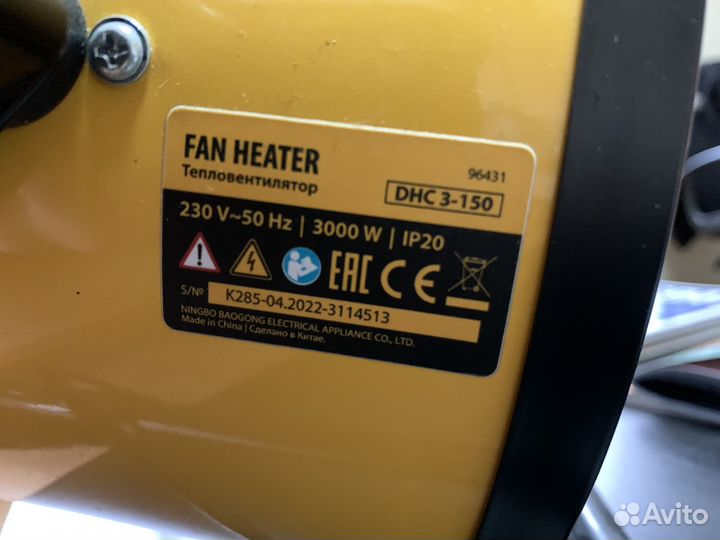 FAN HEATER
Тепловентилятор
96431
DHC 3-150
230 V~50 Hz | 3000 W | IP20
EAC CE
S/№ K285-04.2022-3114513
NINGBO BAOGONG ELECTRICAL APPLIANCE CO., LTD.
Made in China | Сделано в Китае.
Avito